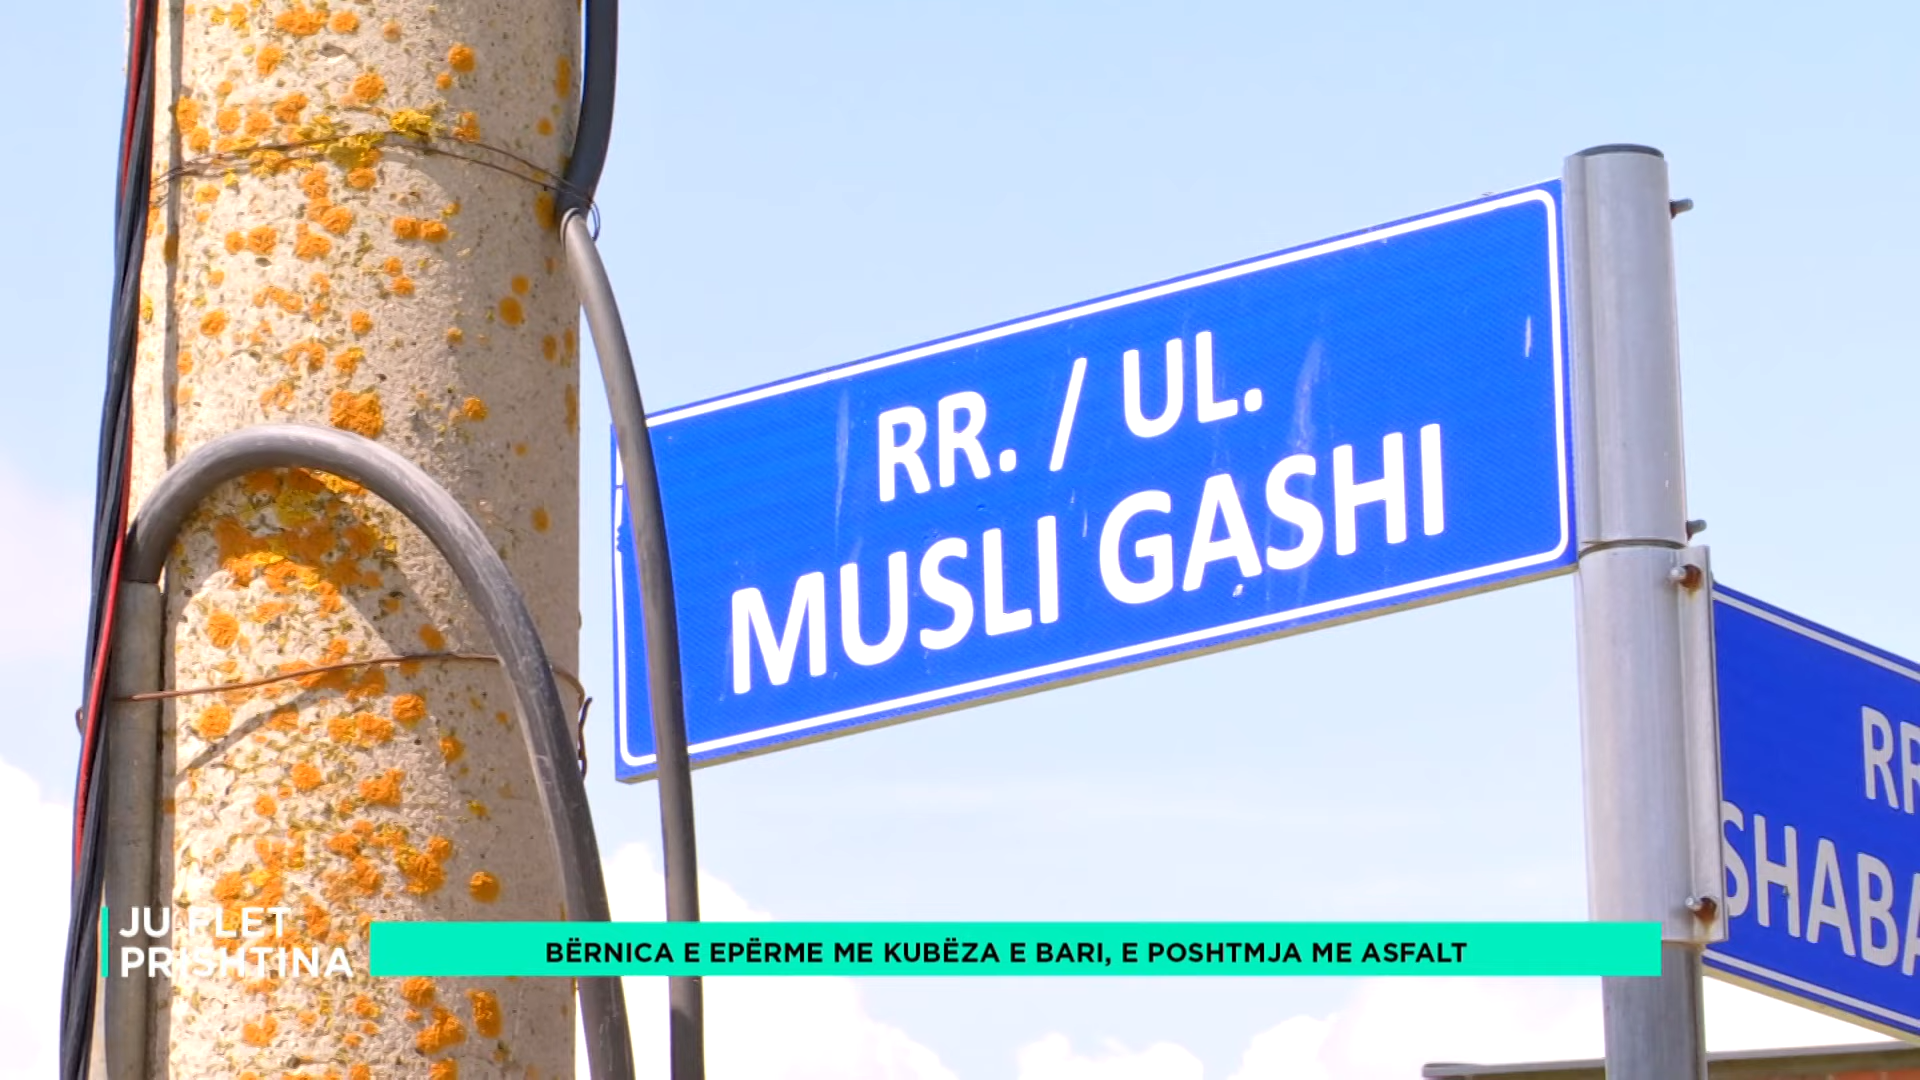 RR. / UL.
MUSLI GASHI
JU FLET
PRISHTINA
BËRNICA E EPËRME ME KUBËZA E BARI, E POSHTMJA ME ASFALT